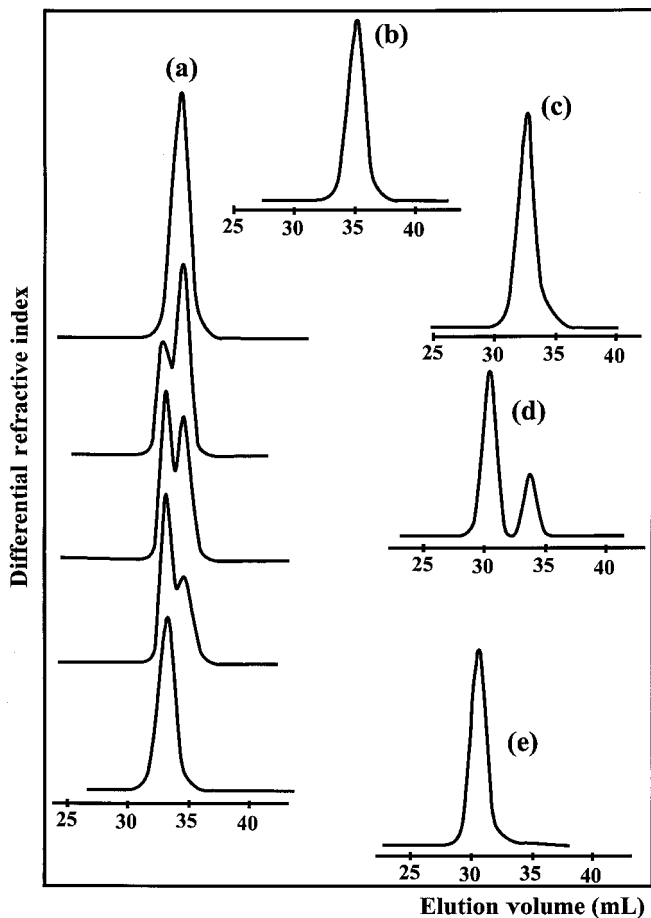 (a)
(b)
25 30 35 40
(c)
25 30 35 40
(d)
25 30 35 40
(e)
25 30 35 40
25 30 35 40
Differential refractive index
Elution volume (mL)